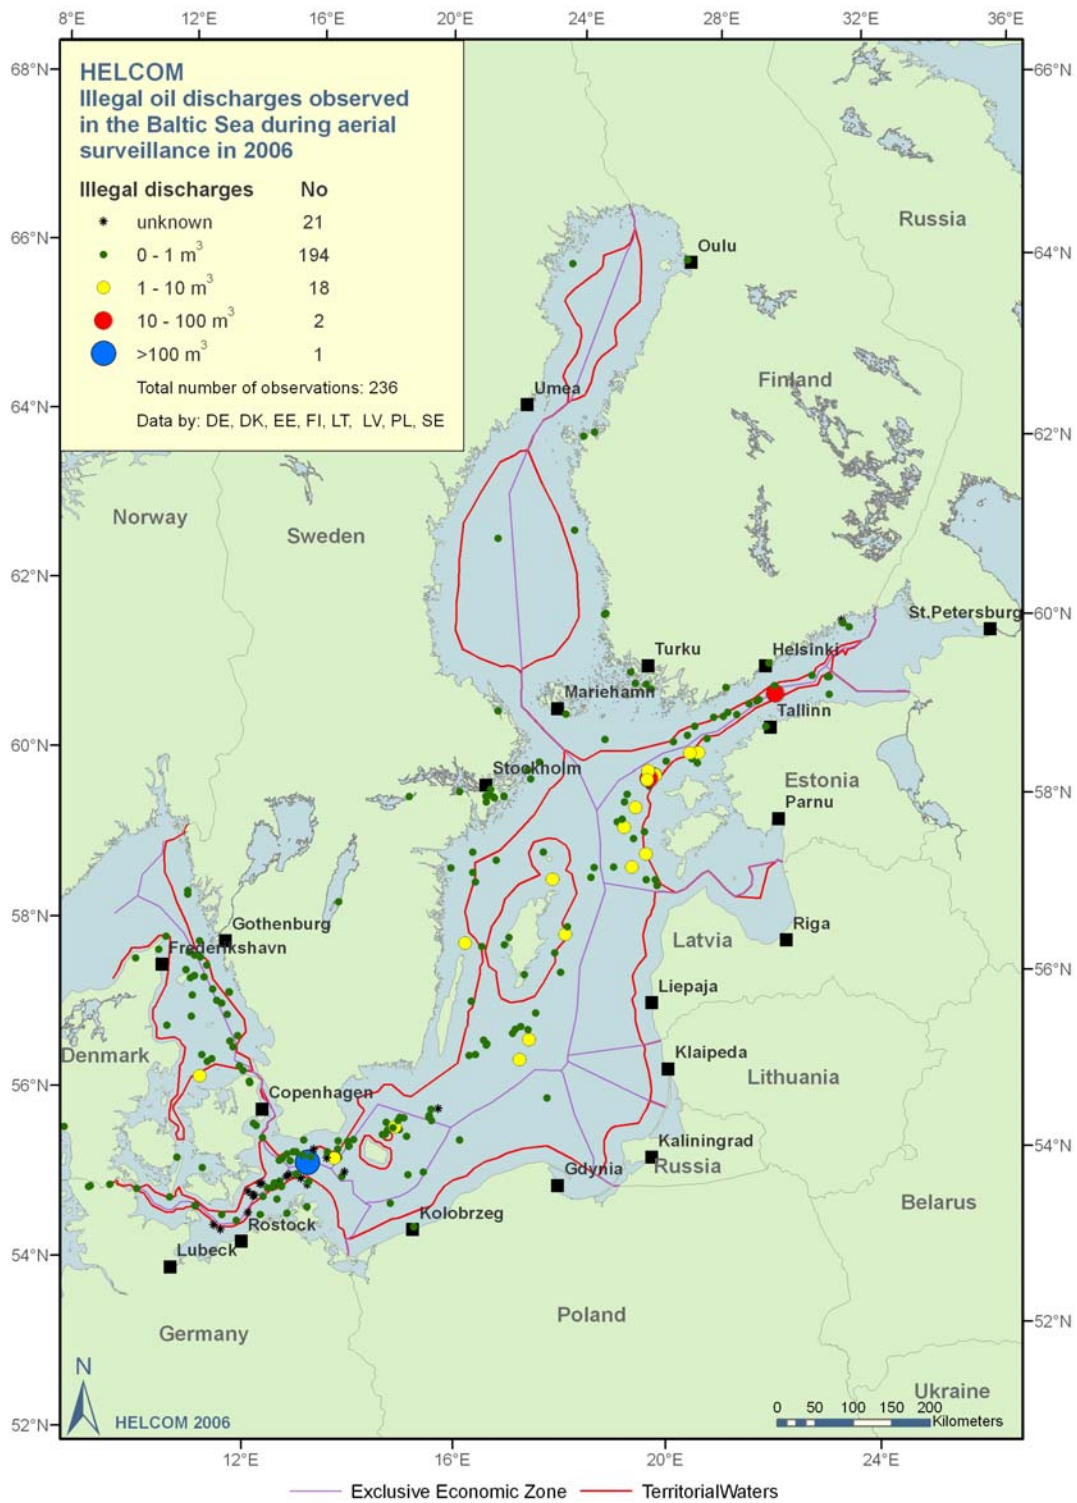 8°E 12°E 16°E 20°E 24°E 28°E 32°E 36°E
68°N
66°N
HELCOM
Illegal oil discharges observed
in the Baltic Sea during aerial
surveillance in 2006
Illegal discharges No
unknown 21
0 - 1 m³ 194
1 - 10 m³ 18
10 - 100 m³ 2
>100 m³ 1
Total number of observations: 236
Data by: DE, DK, EE, FI, LT, LV, PL, SE
Russia
66°N
Oulu
64°N
Finland
Umea
64°N
62°N
Norway
Sweden
62°N
60°N
St.Petersburg
Turku
Helsinki
Mariehamn
Tallinn
60°N
Stockholm
Estonia
58°N
Parnu
58°N
Gothenburg
Riga
Latvia
Frederikshavn
56°N
Liepaja
Denmark
Klaipeda
Lithuania
56°N
Copenhagen
Kaliningrad
54°N
Russia
Gdynia
Belarus
Kolobrzeg
Rostock
Lubeck
54°N
Poland
52°N
Germany
N
Ukraine
0 50 100 150 200
Kilometers
HELCOM 2006
52°N
12°E 16°E 20°E 24°E
Exclusive Economic Zone TerritorialWaters